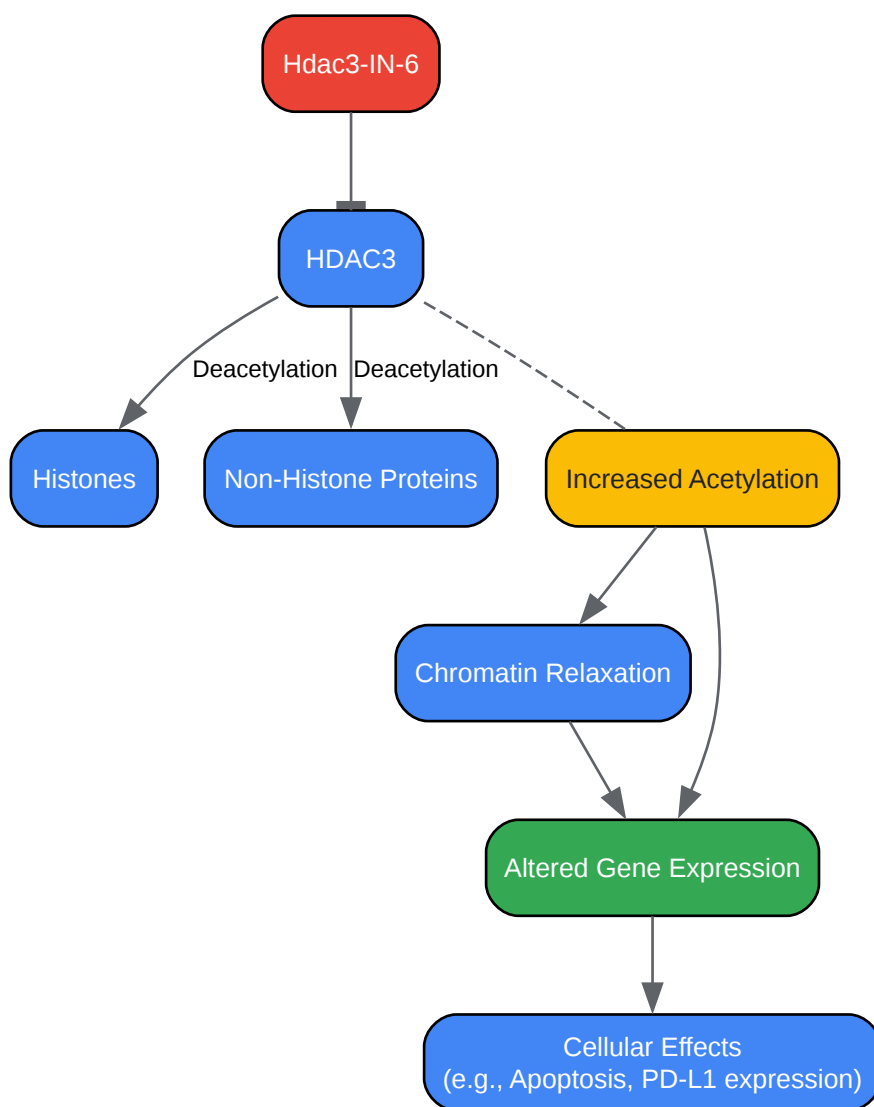 Hdac3-IN-6
HDAC3
Deacetylation
Deacetylation
Histones
Non-Histone Proteins
Increased Acetylation
Chromatin Relaxation
Altered Gene Expression
Cellular Effects
(e.g., Apoptosis, PD-L1 expression)